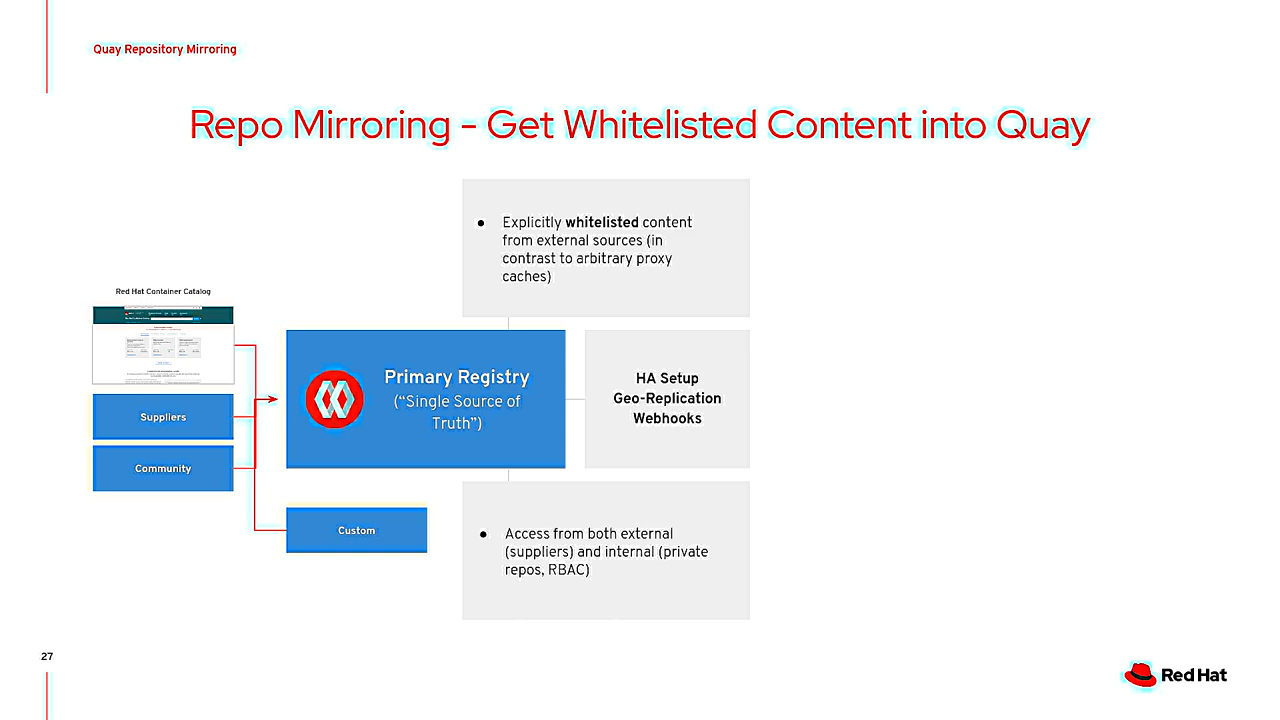 Quay Repository Mirroring
Repo Mirroring - Get Whitelisted Content into Quay
● Explicitly whitelisted content
from external sources (in
contrast to arbitrary proxy
caches)
Red Hat Container Catalog
Primary Registry
(“Single Source of
Truth”)
HA Setup
Geo-Replication
Webhooks
Suppliers
Community
Custom
● Access from both external
(suppliers) and internal (private
repos, RBAC)
27
Red Hat